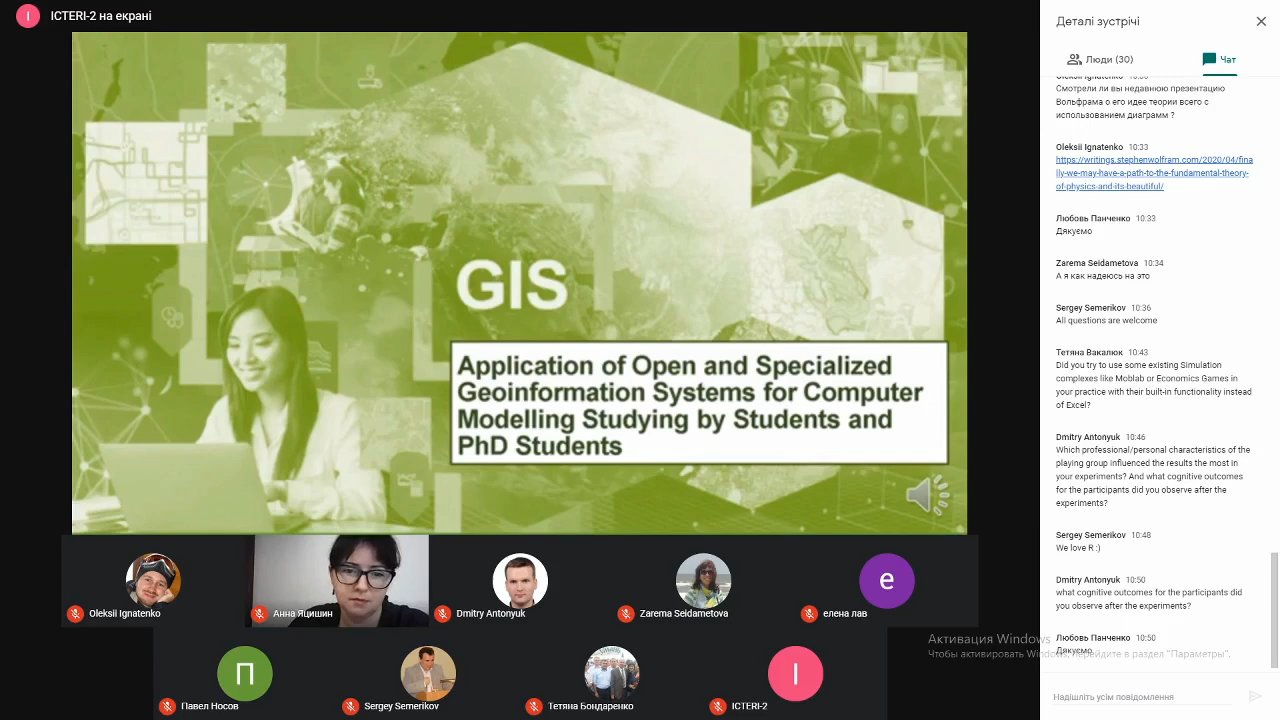 I
ICTERI-2 на екрані
GIS
Application of Open and Specialized
Geoinformation Systems for Computer
Modelling Studying by Students and
PhD Students
Oleksii Ignatenko
Анна Яцишин
Dmitry Antonyuk
Zarema Seidametova
e
елена лав
П
Павел Носов
Sergey Semerikov
Тетяна Бондаренко
I
ICTERI-2
Деталі зустрічі
Люди (30)
Чат
Oleksii Ignatenko
Смотрели ли вы недавнюю презентацию
Вольфрама о его идее теории всего с
использованием диаграмм ?
Oleksii Ignatenko 10:33
https://writings.stephenwolfram.com/2020/04/fina
lly-we-may-have-a-path-to-the-fundamental-theory-
of-physics-and-its-beautiful/
Любовь Панченко 10:33
Дякуємо
Zarema Seidametova 10:34
А я как надеюсь на это
Sergey Semerikov 10:36
All questions are welcome
Тетяна Вакалюк 10:43
Did you try to use some existing Simulation
complexes like Moblab or Economics Games in
your practice with their built-in functionality instead
of Excel?
Dmitry Antonyuk 10:46
Which professional/personal characteristics of the
playing group influenced the results the most in
your experiments? And what cognitive outcomes
for the participants did you observe after the
experiments?
Sergey Semerikov 10:48
We love R :)
Dmitry Antonyuk 10:50
what cognitive outcomes for the participants did
you observe after the experiments?
Любовь Панченко 10:50
Дякуємо
Активация Windows
Чтобы активировать Windows, перейдите в раздел "Параметры".
Надішліть усім повідомлення